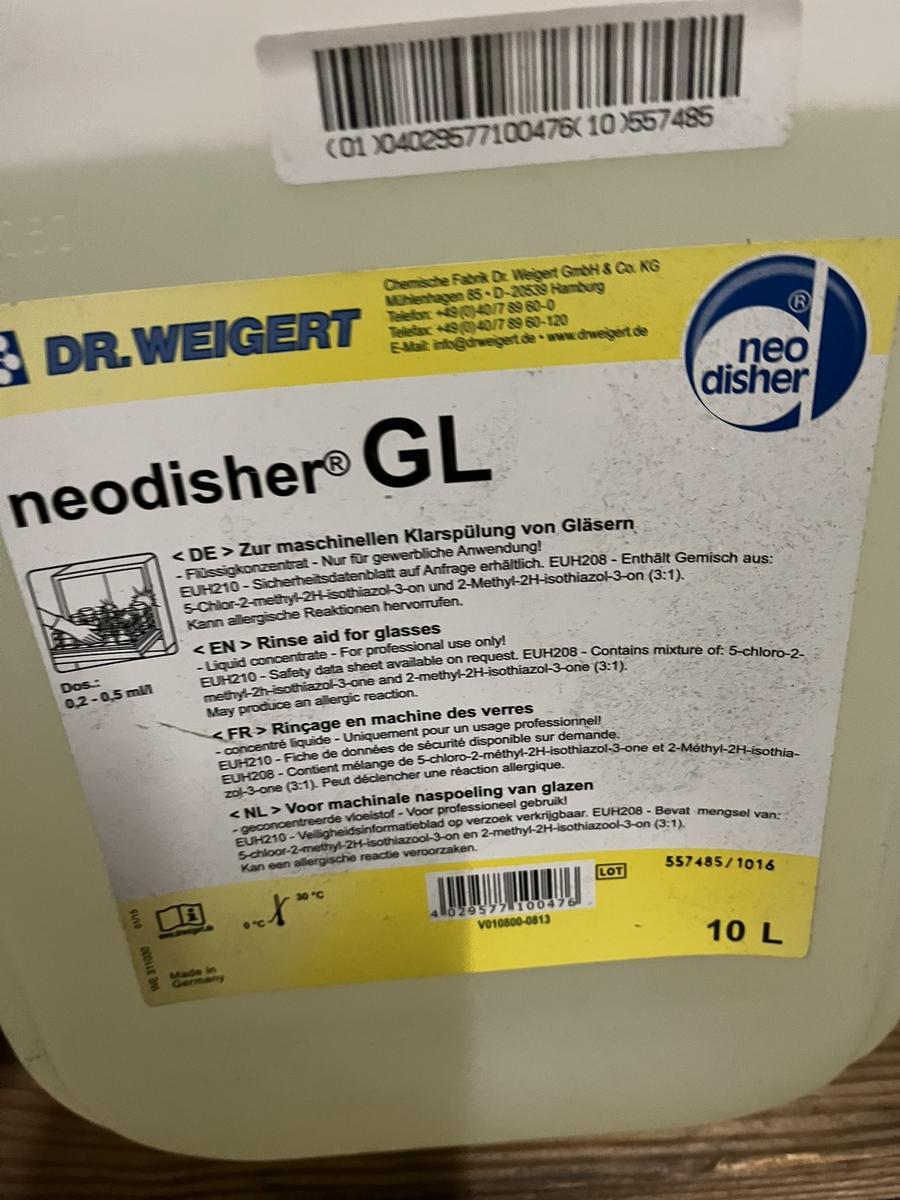 (01)04029577100476(10)557485
DR. WEIGERT
Chemische Fabrik Dr. Weigert GmbH & Co. KG
Mühlenhagen 85 • D-20539 Hamburg
Telefon: +49(0)40/7 89 60-0
Telefax: +49(0)40/7 89 60-120
E-Mail: info@drweigert.de • www.drweigert.de
®
neo
disher
neodisher® GL
< DE > Zur maschinellen Klarspülung von Gläsern
- Flüssigkonzentrat - Nur für gewerbliche Anwendung!
EUH210 - Sicherheitsdatenblatt auf Anfrage erhältlich. EUH208 - Enthält Gemisch aus:
5-Chlor-2-methyl-2H-isothiazol-3-on und 2-Methyl-2H-isothiazol-3-on (3:1).
Kann allergische Reaktionen hervorrufen.
Dos.:
0,2 - 0,5 ml/l
< EN > Rinse aid for glasses
- Liquid concentrate - For professional use only!
EUH210 - Safety data sheet available on request. EUH208 - Contains mixture of: 5-chloro-2-
methyl-2h-isothiazol-3-one and 2-methyl-2H-isothiazol-3-one (3:1).
May produce an allergic reaction.
< FR > Rinçage en machine des verres
- concentré liquide - Uniquement pour un usage professionnel!
EUH210 - Fiche de données de sécurité disponible sur demande.
EUH208 - Contient mélange de 5-chloro-2-méthyl-2H-isothiazol-3-one et 2-Méthyl-2H-isothia-
zol-3-one (3:1). Peut déclencher une réaction allergique.
< NL > Voor machinale naspoeling van glazen
- geconcentreerde vloeistof - Voor professioneel gebruik!
EUH210 - Veiligheidsinformatieblad op verzoek verkrijgbaar. EUH208 - Bevat mengsel van:
5-chloor-2-methyl-2H-isothiazool-3-on en 2-methyl-2H-isothiazool-3-on (3:1).
Kan een allergische reactie veroorzaken.
www.drweigert.de
0 °C
30 °C
4 029577 100476
V010800-0813
LOT
557485/1016
10 L
Made in
Germany